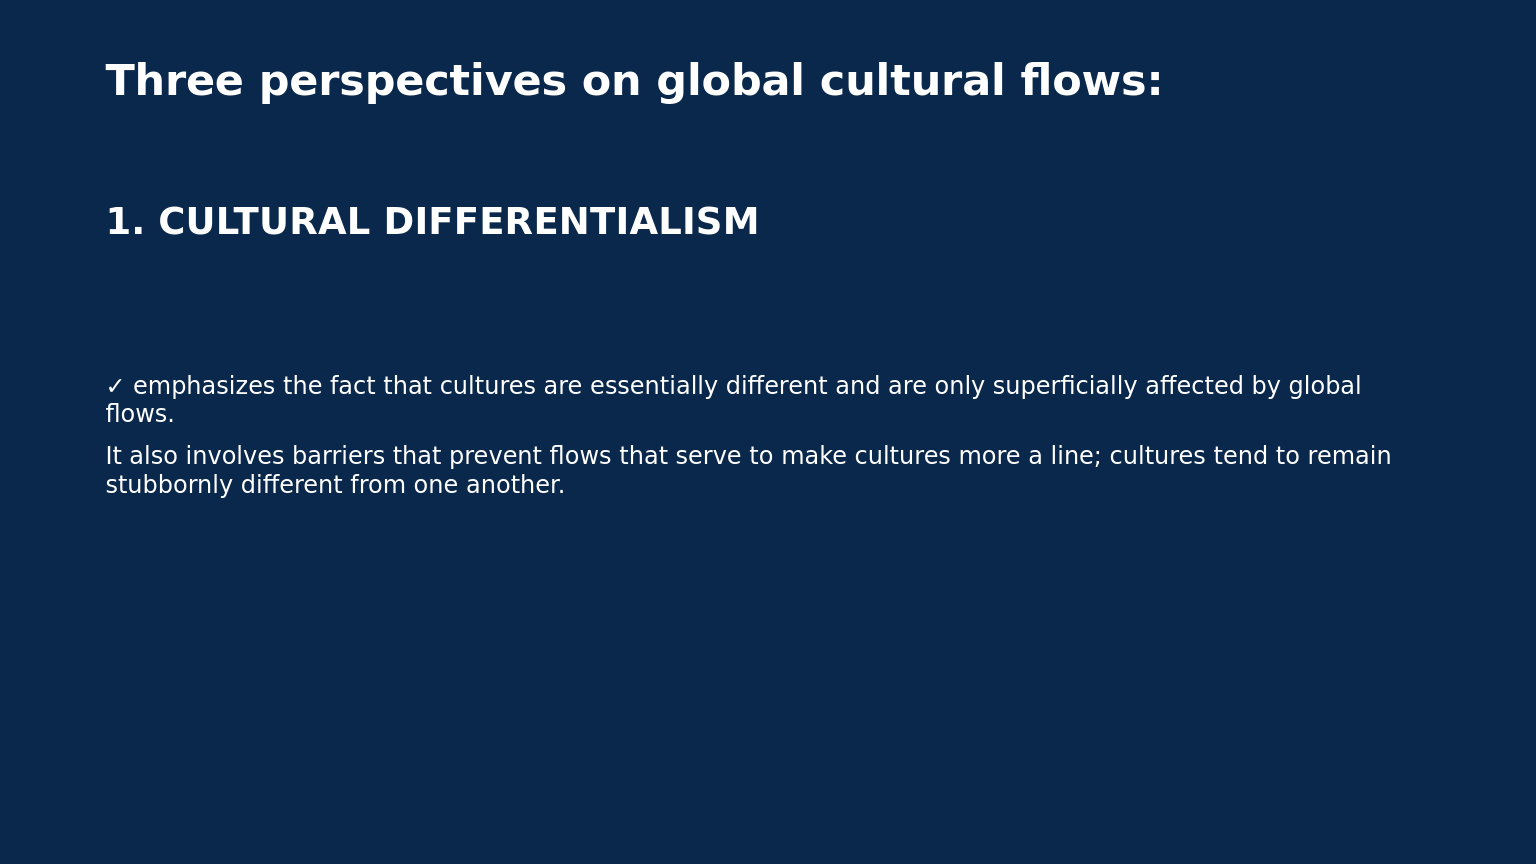 Three perspectives on global cultural flows:
1. CULTURAL DIFFERENTIALISM
✓ emphasizes the fact that cultures are essentially different and are only superficially affected by global
flows.
It also involves barriers that prevent flows that serve to make cultures more a line; cultures tend to remain
stubbornly different from one another.